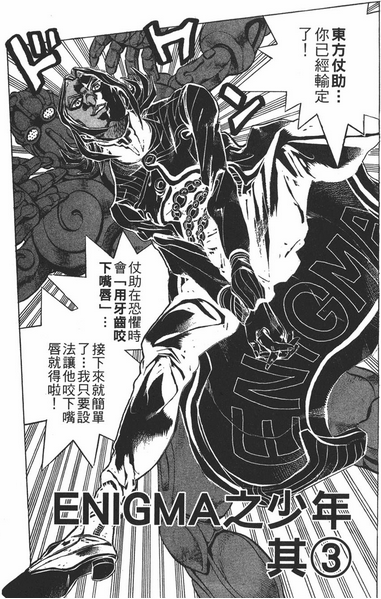 東方仗助…
你已經輸定
了！
ドドドン
ENIGMA
仗助在恐懼時
會「用牙齒咬
下嘴唇」…
接下來就簡單
了…我只要設
法讓他咬下嘴
唇就得啦！
ENIGMA之少年
其③